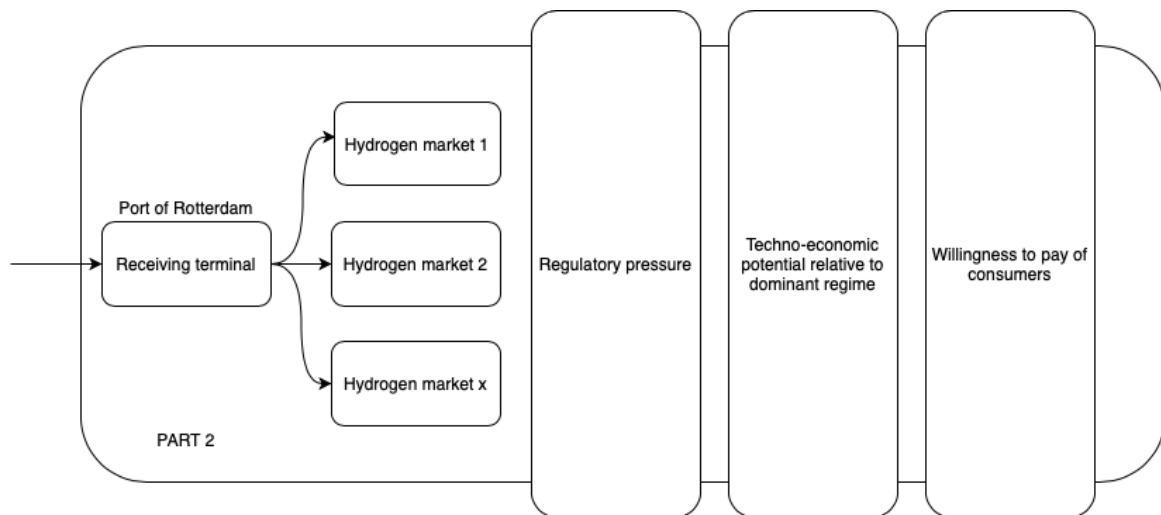 Port of Rotterdam
Receiving terminal
Hydrogen market 1
Hydrogen market 2
Hydrogen market x
PART 2
Regulatory pressure
Techno-economic
potential relative to
dominant regime
Willingness to pay of
consumers